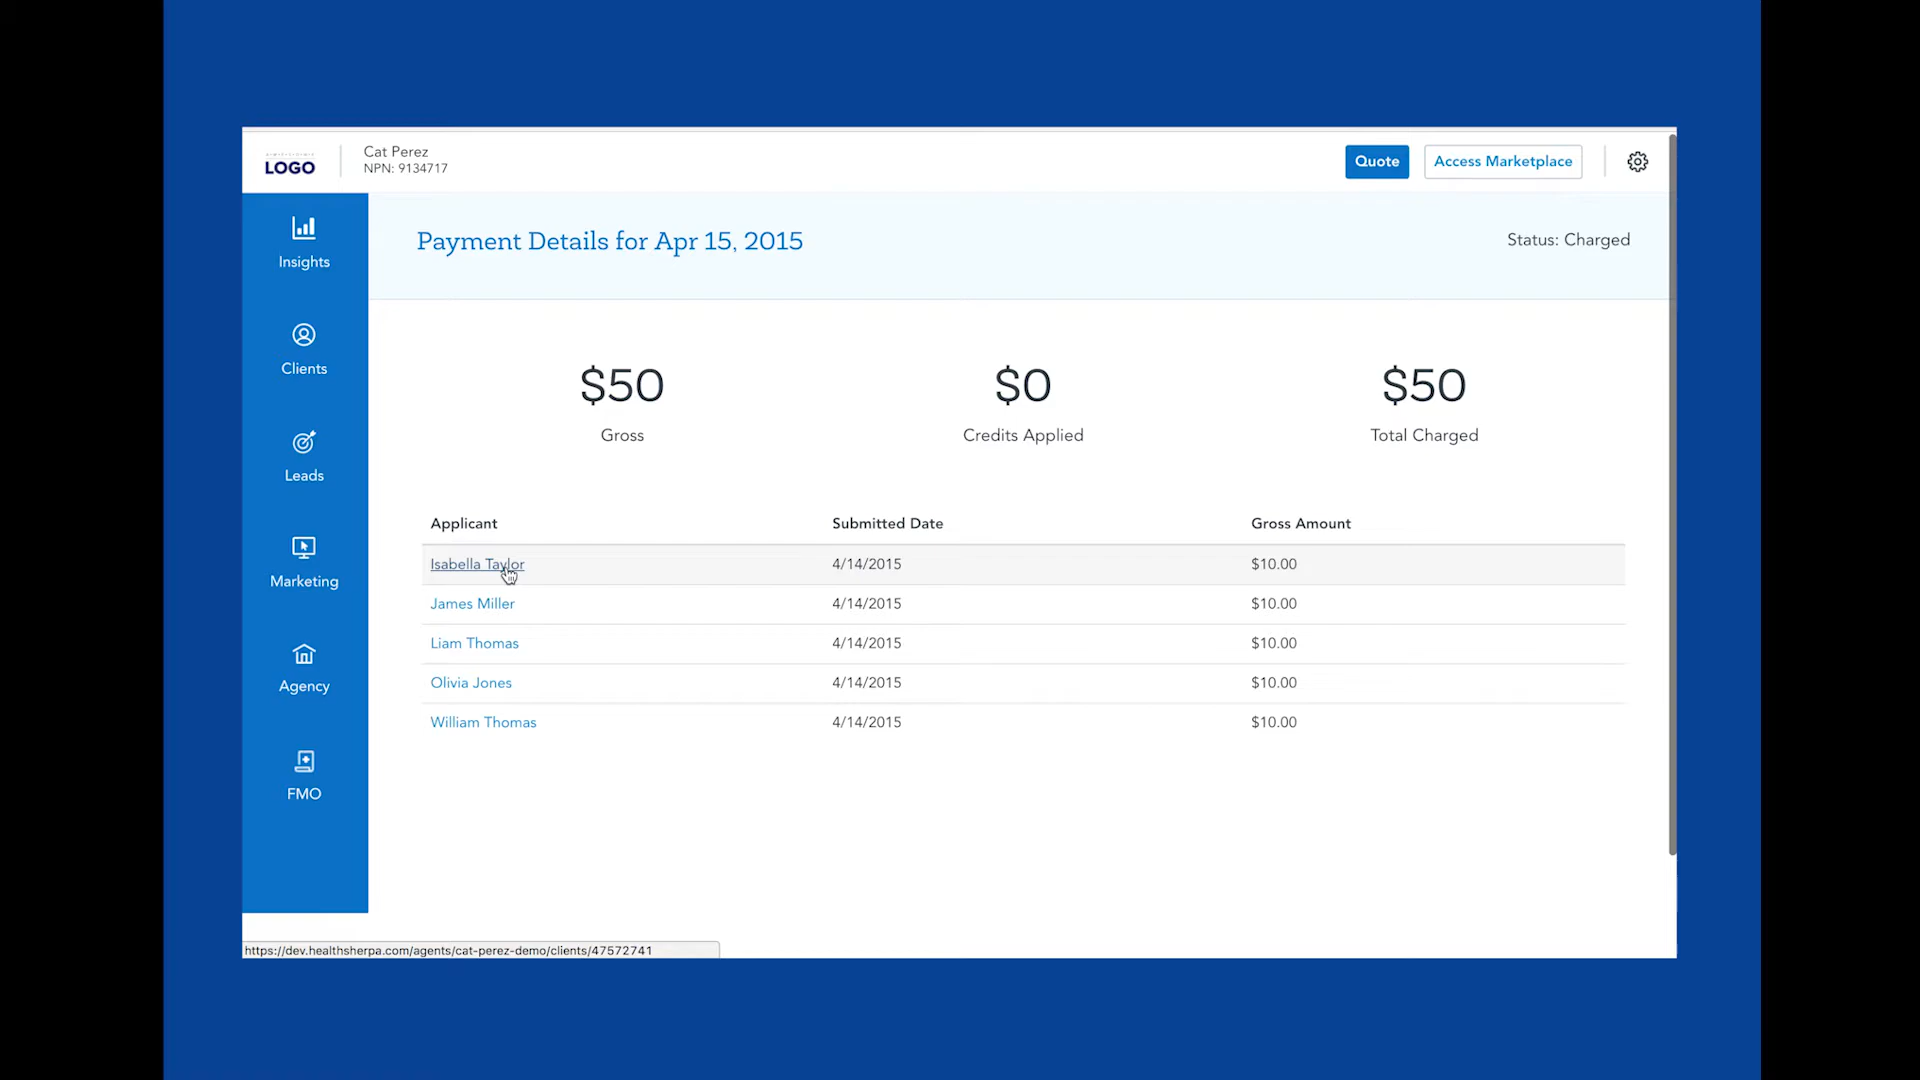 LOGO
Cat Perez
NPN: 9134717
Quote
Access Marketplace
Insights
Clients
Leads
Marketing
Agency
FMO
Payment Details for Apr 15, 2015
Status: Charged
$50
$0
$50
Gross
Credits Applied
Total Charged
Applicant Submitted Date Gross Amount
Isabella Taylor 4/14/2015 $10.00
James Miller 4/14/2015 $10.00
Liam Thomas 4/14/2015 $10.00
Olivia Jones 4/14/2015 $10.00
William Thomas 4/14/2015 $10.00
https://dev.healthsherpa.com/agents/cat-perez-demo/clients/47572741